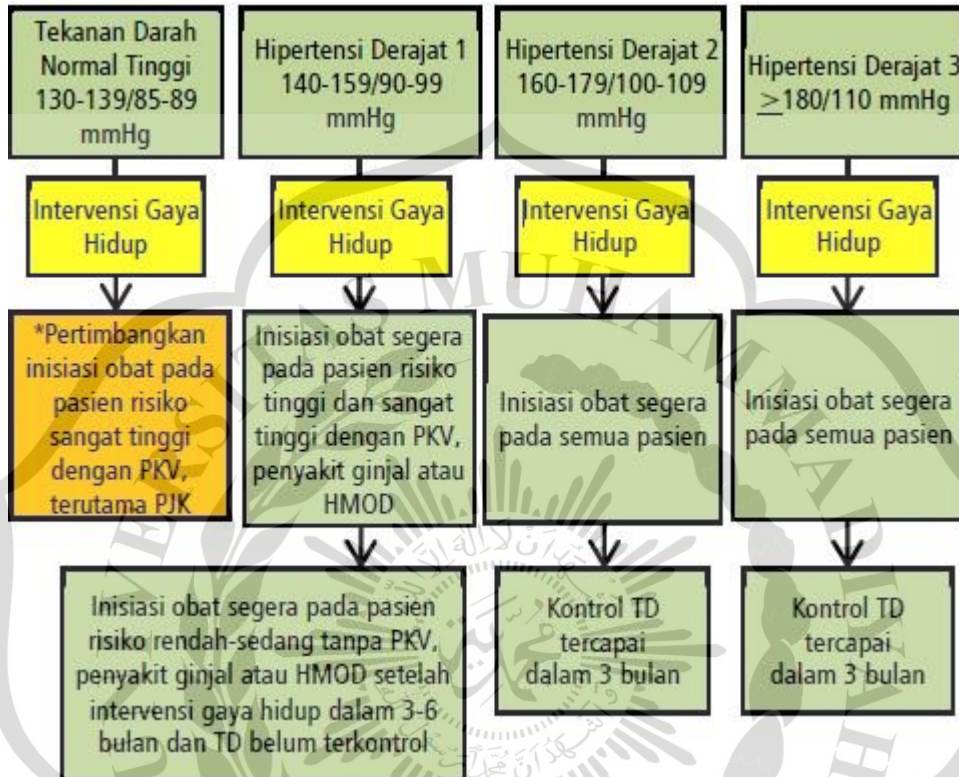 Tekanan Darah
Normal Tinggi
130-139/85-89
mmHg
Hipertensi Derajat 1
140-159/90-99
mmHg
Hipertensi Derajat 2
160-179/100-109
mmHg
Hipertensi Derajat 3
≥180/110 mmHg
Intervensi Gaya
Hidup
Intervensi Gaya
Hidup
Intervensi Gaya
Hidup
Intervensi Gaya
Hidup
*Pertimbangkan
inisiasi obat pada
pasien risiko
sangat tinggi
dengan PKV,
terutama PJK
Inisiasi obat segera
pada pasien risiko
tinggi dan sangat
tinggi dengan PKV,
penyakit ginjal atau
HMOD
Inisiasi obat segera
pada semua pasien
Inisiasi obat segera
pada semua pasien
Inisiasi obat segera pada pasien
risiko rendah-sedang tanpa PKV,
penyakit ginjal atau HMOD setelah
intervensi gaya hidup dalam 3-6
bulan dan TD belum terkontrol
Kontrol TD
tercapai
dalam 3 bulan
Kontrol TD
tercapai
dalam 3 bulan